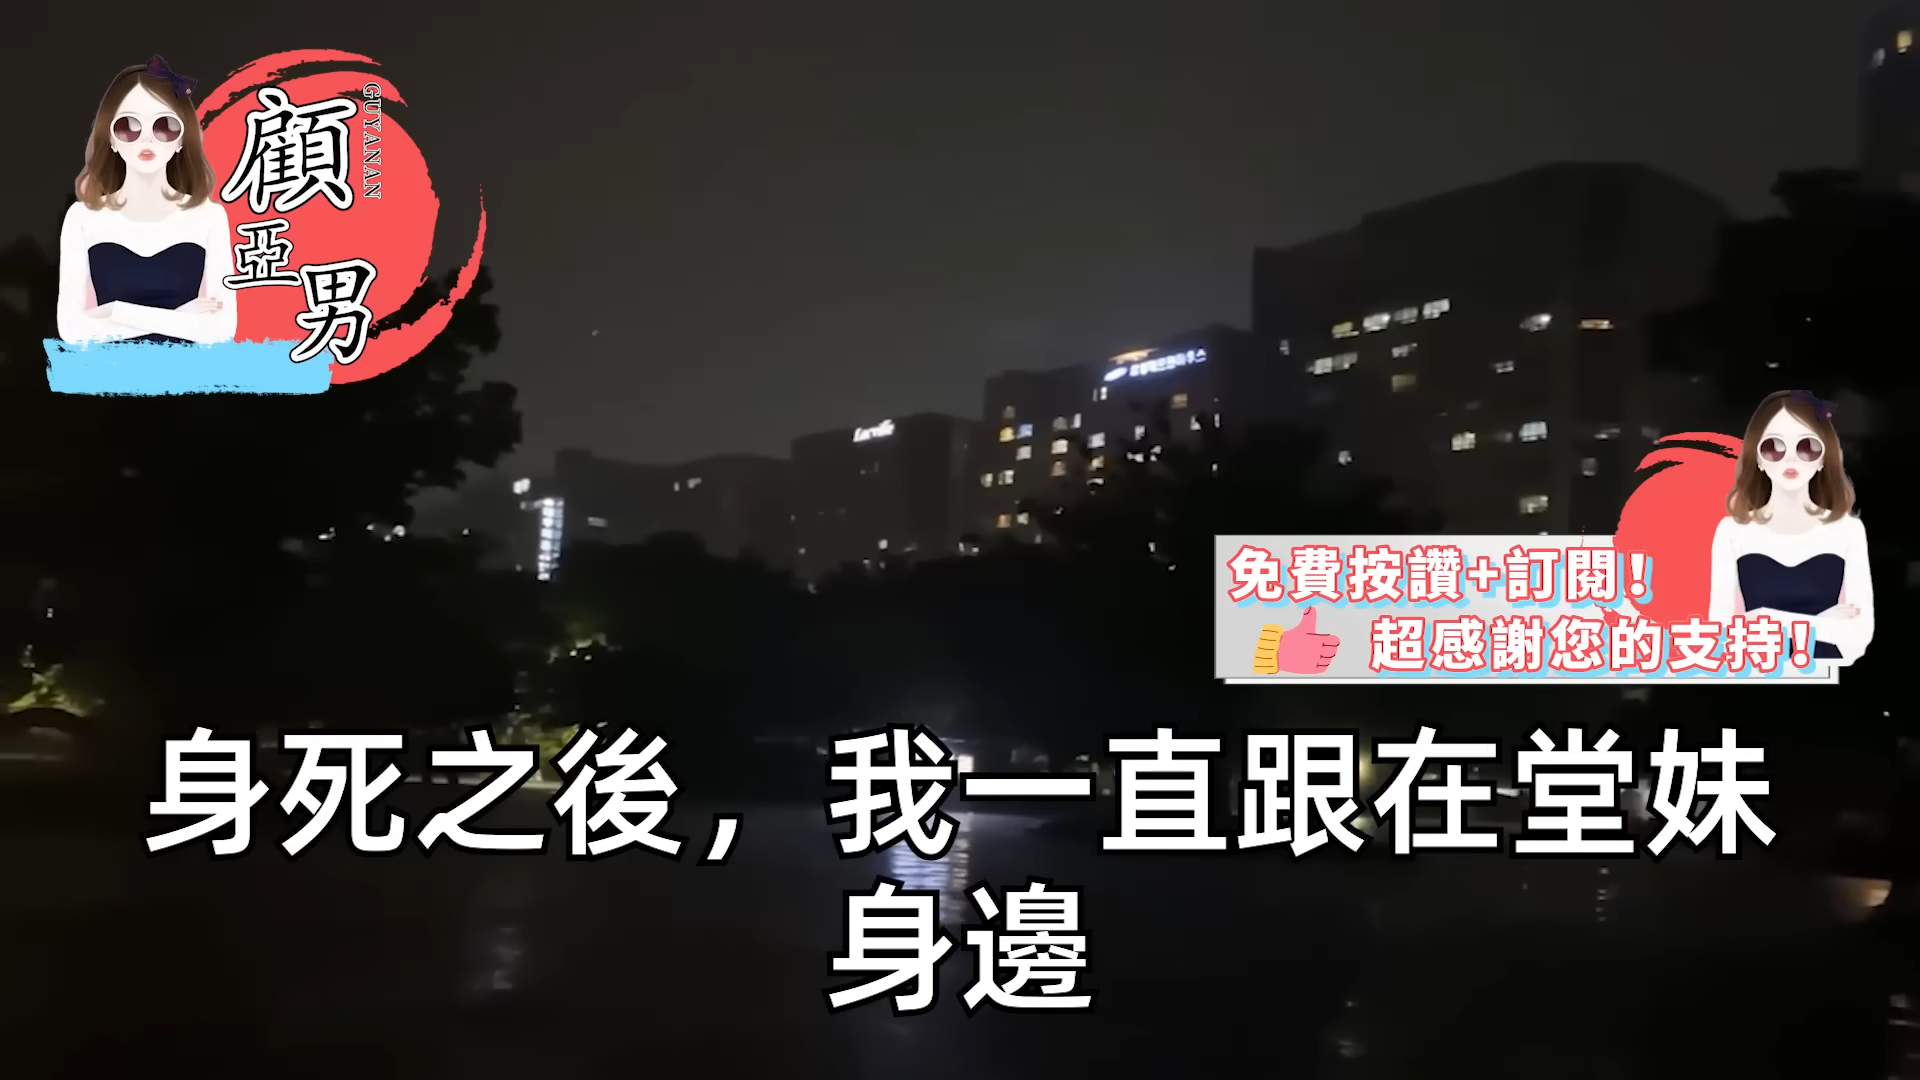 顧亞男
GUYANAN
Lucville
免費按讚+訂閱!
超感謝您的支持!
身死之後，我一直跟在堂妹
身邊